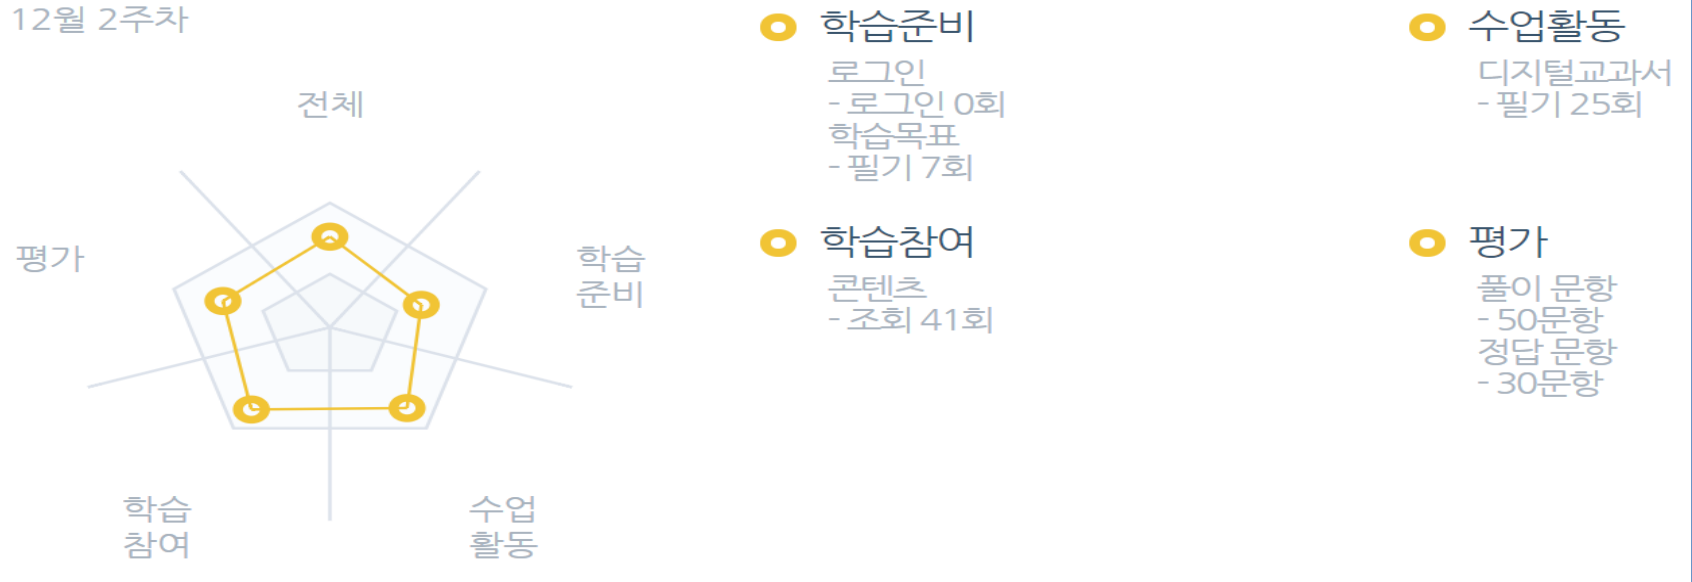 12월 2주차
전체
평가
학습
준비
학습
참여
수업
활동
학습준비
로그인
- 로그인 0회
학습목표
- 필기 7회
수업활동
디지털교과서
- 필기 25회
학습참여
콘텐츠
- 조회 41회
평가
풀이 문항
- 50문항
정답 문항
- 30문항